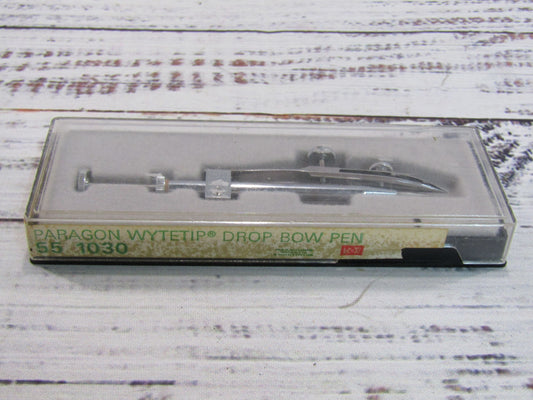 PARAGON WYTETIP® DROP BOW PEN
55 1030